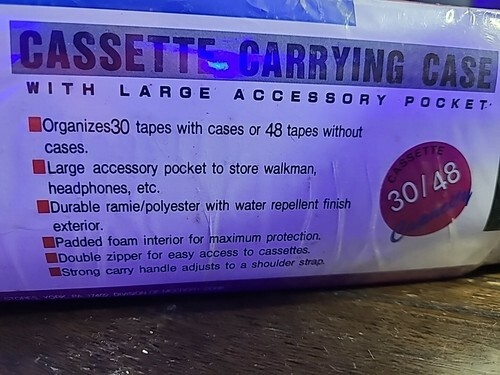 CASSETTE CARRYING CASE
WITH LARGE ACCESSORY POCKET
Organizes30 tapes with cases or 48 tapes without
cases.
Large accessory pocket to store walkman,
headphones, etc.
Durable ramie/polyester with water repellent finish
exterior.
Padded foam interior for maximum protection.
Double zipper for easy access to cassettes.
Strong carry handle adjusts to a shoulder strap.
CASSETTE
30/48